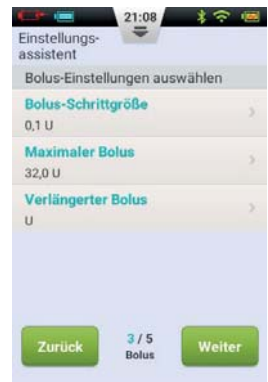 21:08
Einstellungs-
assistent
Bolus-Einstellungen auswählen
Bolus-Schrittgröße
0,1 U
Maximaler Bolus
32,0 U
Verlängerter Bolus
U
Zurück
3 / 5
Bolus
Weiter